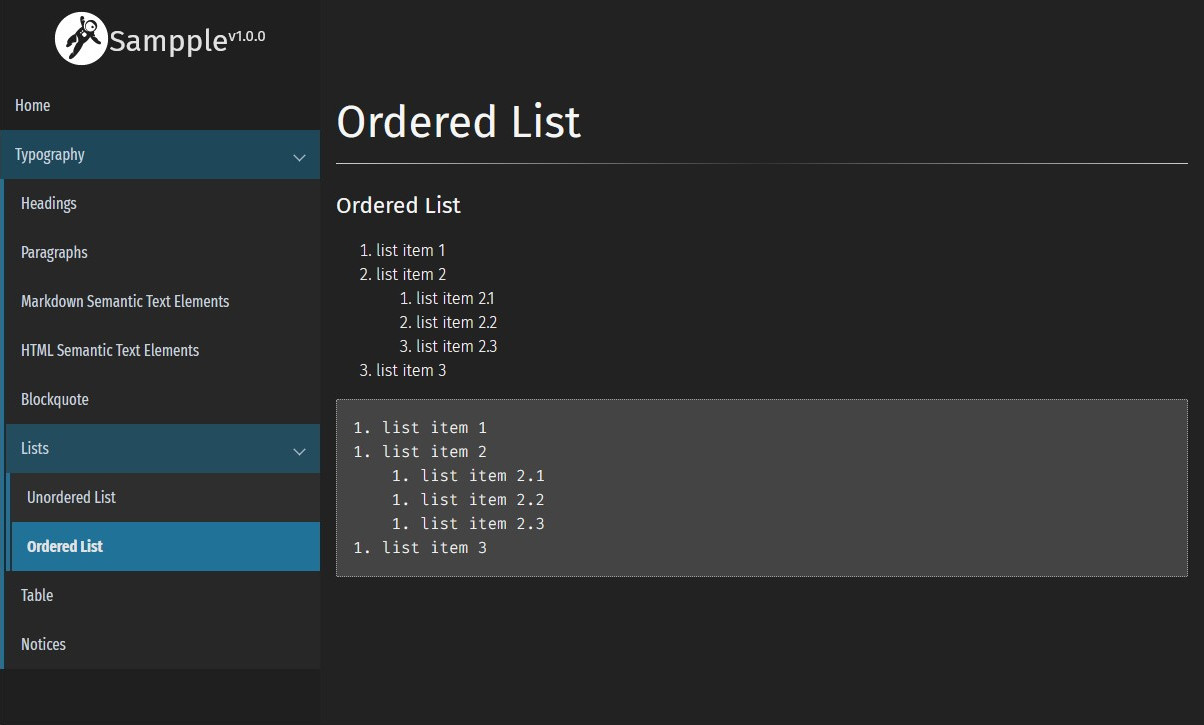 Sampplev1.0.0
Home
Typography
Headings
Paragraphs
Markdown Semantic Text Elements
HTML Semantic Text Elements
Blockquote
Lists
Unordered List
Ordered List
Table
Notices
Ordered List
Ordered List
1. list item 1
2. list item 2
1. list item 2.1
2. list item 2.2
3. list item 2.3
3. list item 3
1. list item 1
1. list item 2
1. list item 2.1
1. list item 2.2
1. list item 2.3
1. list item 3